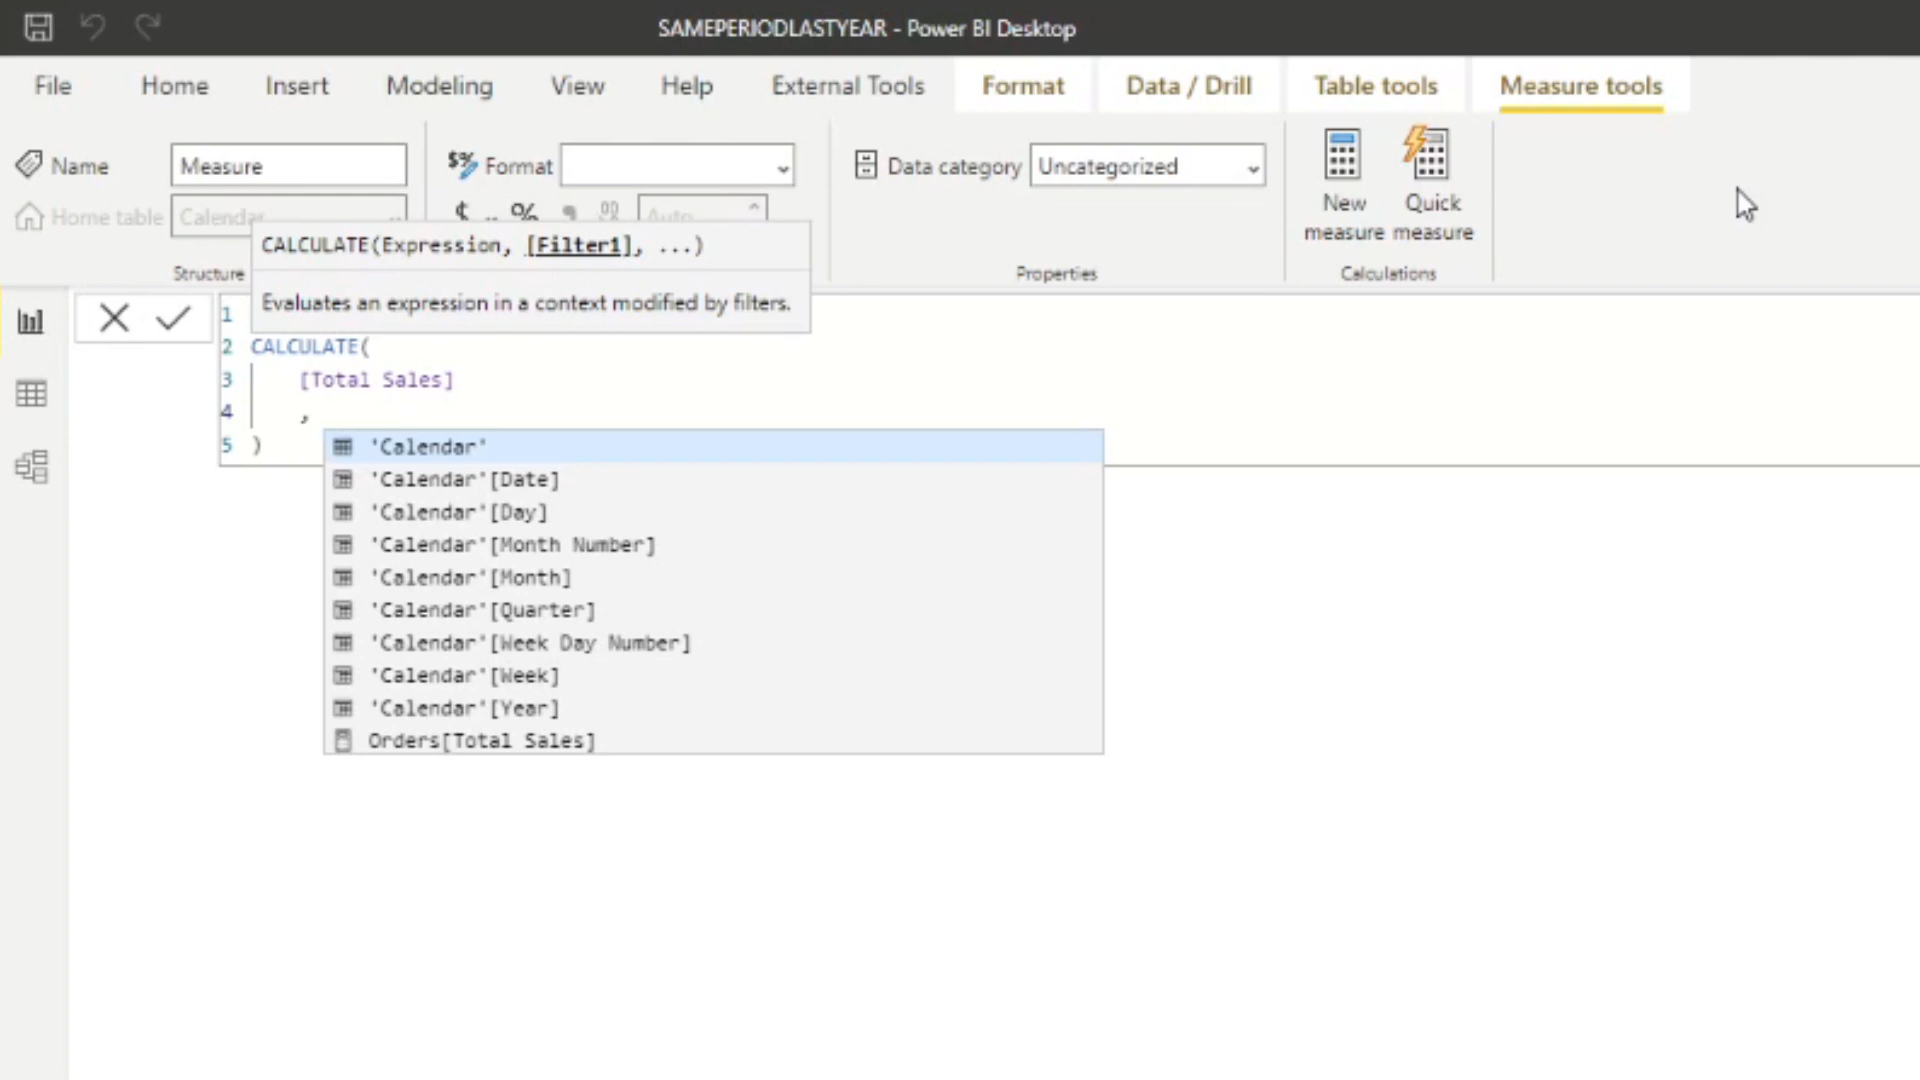 SAMEPERIODLASTYEAR - Power BI Desktop
File Home Insert Modeling View Help External Tools Format Data / Drill Table tools Measure tools
Name Measure
$% Format
Data category Uncategorized
Home table Calendar
$ % 9 .00 Auto
New measure
Quick measure
Structure
Properties
Calculations
CALCULATE(Expression, [Filter1], ...)
Evaluates an expression in a context modified by filters.
1
2 CALCULATE(
3 [Total Sales]
4 ,
5 )
'Calendar'
'Calendar'[Date]
'Calendar'[Day]
'Calendar'[Month Number]
'Calendar'[Month]
'Calendar'[Quarter]
'Calendar'[Week Day Number]
'Calendar'[Week]
'Calendar'[Year]
Orders[Total Sales]